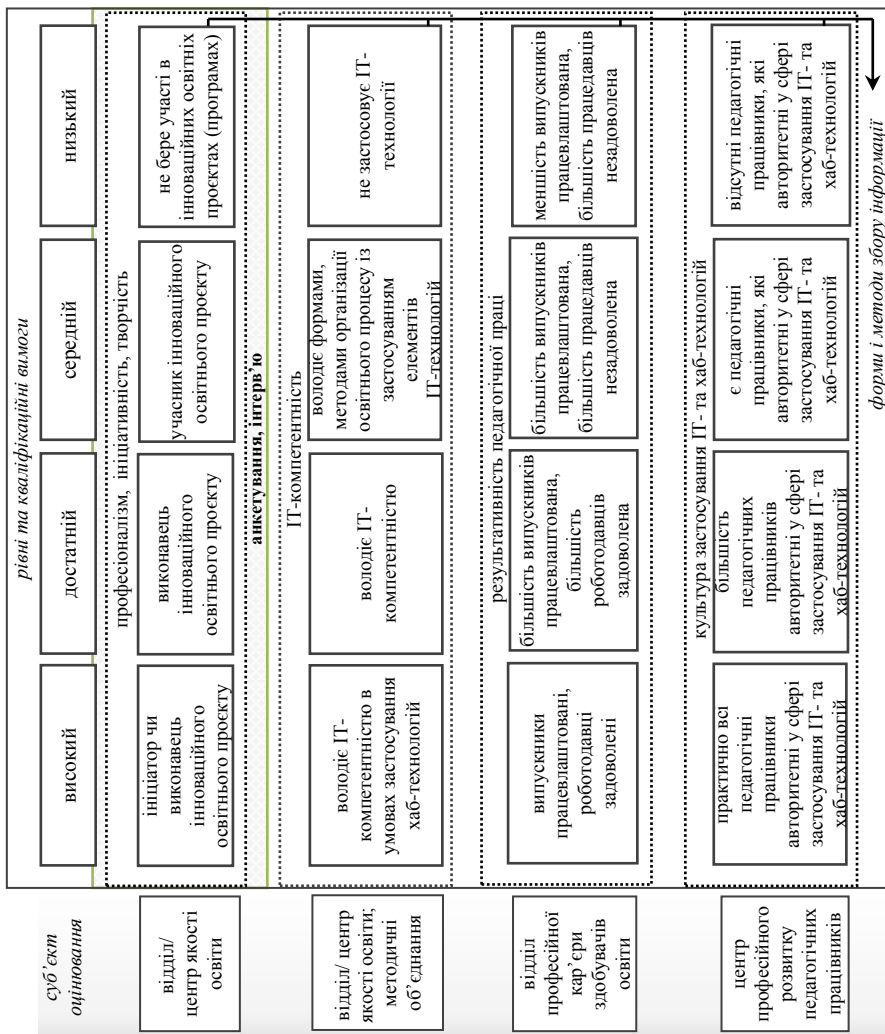 суб’єкт
оцінювання
рівні та кваліфікаційні вимоги
високий
достатній
середній
низький
відділ/
центр якості
освіти
професіоналізм, ініціативність, творчість
ініціатор чи
виконавець
інноваційного
освітнього проєкту
виконавець
інноваційного
освітнього проєкту
учасник інноваційного
освітнього проєкту
не бере участі в
інноваційних освітніх
проєктах (програмах)
анкетування, інтерв’ю
відділ/ центр
якості освіти;
методичні
об’єднання
ІТ-компетентність
володіє ІТ-
компетентністю в
умовах застосування
хаб-технологій
володіє ІТ-
компетентністю
володіє формами,
методами організації
освітнього процесу із
застосуванням
елементів
ІТ-технологій
не застосовує ІТ-
технології
відділ
професійної
кар’єри
здобувачів
освіти
результативність педагогічної праці
випускники
працевлаштовані,
роботодавці
задоволені
більшість випускників
працевлаштована,
більшість
роботодавців
задоволена
більшість випускників
працевлаштована,
більшість працедавців
незадоволена
меншість випускників
працевлаштована,
більшість працедавців
незадоволена
центр
професійного
розвитку
педагогічних
працівників
культура застосування ІТ- та хаб-технологій
практично всі
педагогічні
працівники
авторитетні у сфері
застосування ІТ- та
хаб-технологій
більшість
педагогічних
працівників
авторитетні у сфері
застосування ІТ- та
хаб-технологій
є педагогічні
працівники, які
авторитетні у сфері
застосування ІТ- та
хаб-технологій
відсутні педагогічні
працівники, які
авторитетні у сфері
застосування ІТ- та
хаб-технологій
форми і методи збору інформації